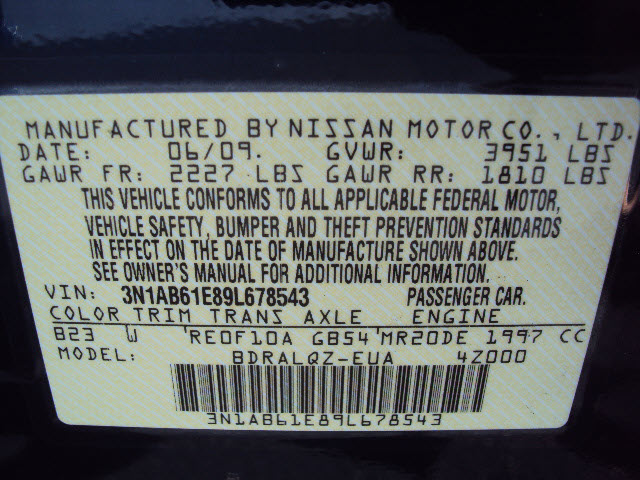 MANUFACTURED BY NISSAN MOTOR CO., LTD.
DATE: 06/09. GVWR: 3951 LBS
GAWR FR: 2227 LBS GAWR RR: 1810 LBS
THIS VEHICLE CONFORMS TO ALL APPLICABLE FEDERAL MOTOR,
VEHICLE SAFETY, BUMPER AND THEFT PREVENTION STANDARDS
IN EFFECT ON THE DATE OF MANUFACTURE SHOWN ABOVE.
SEE OWNER'S MANUAL FOR ADDITIONAL INFORMATION.
VIN: 3N1AB61E89L678543 PASSENGER CAR.
COLOR TRIM TRANS AXLE ENGINE
B23 W RE0F10A GB54 MR20DE 1997 CC
MODEL: BDRALQZ-EUA 4Z000
3N1AB61E89L678543